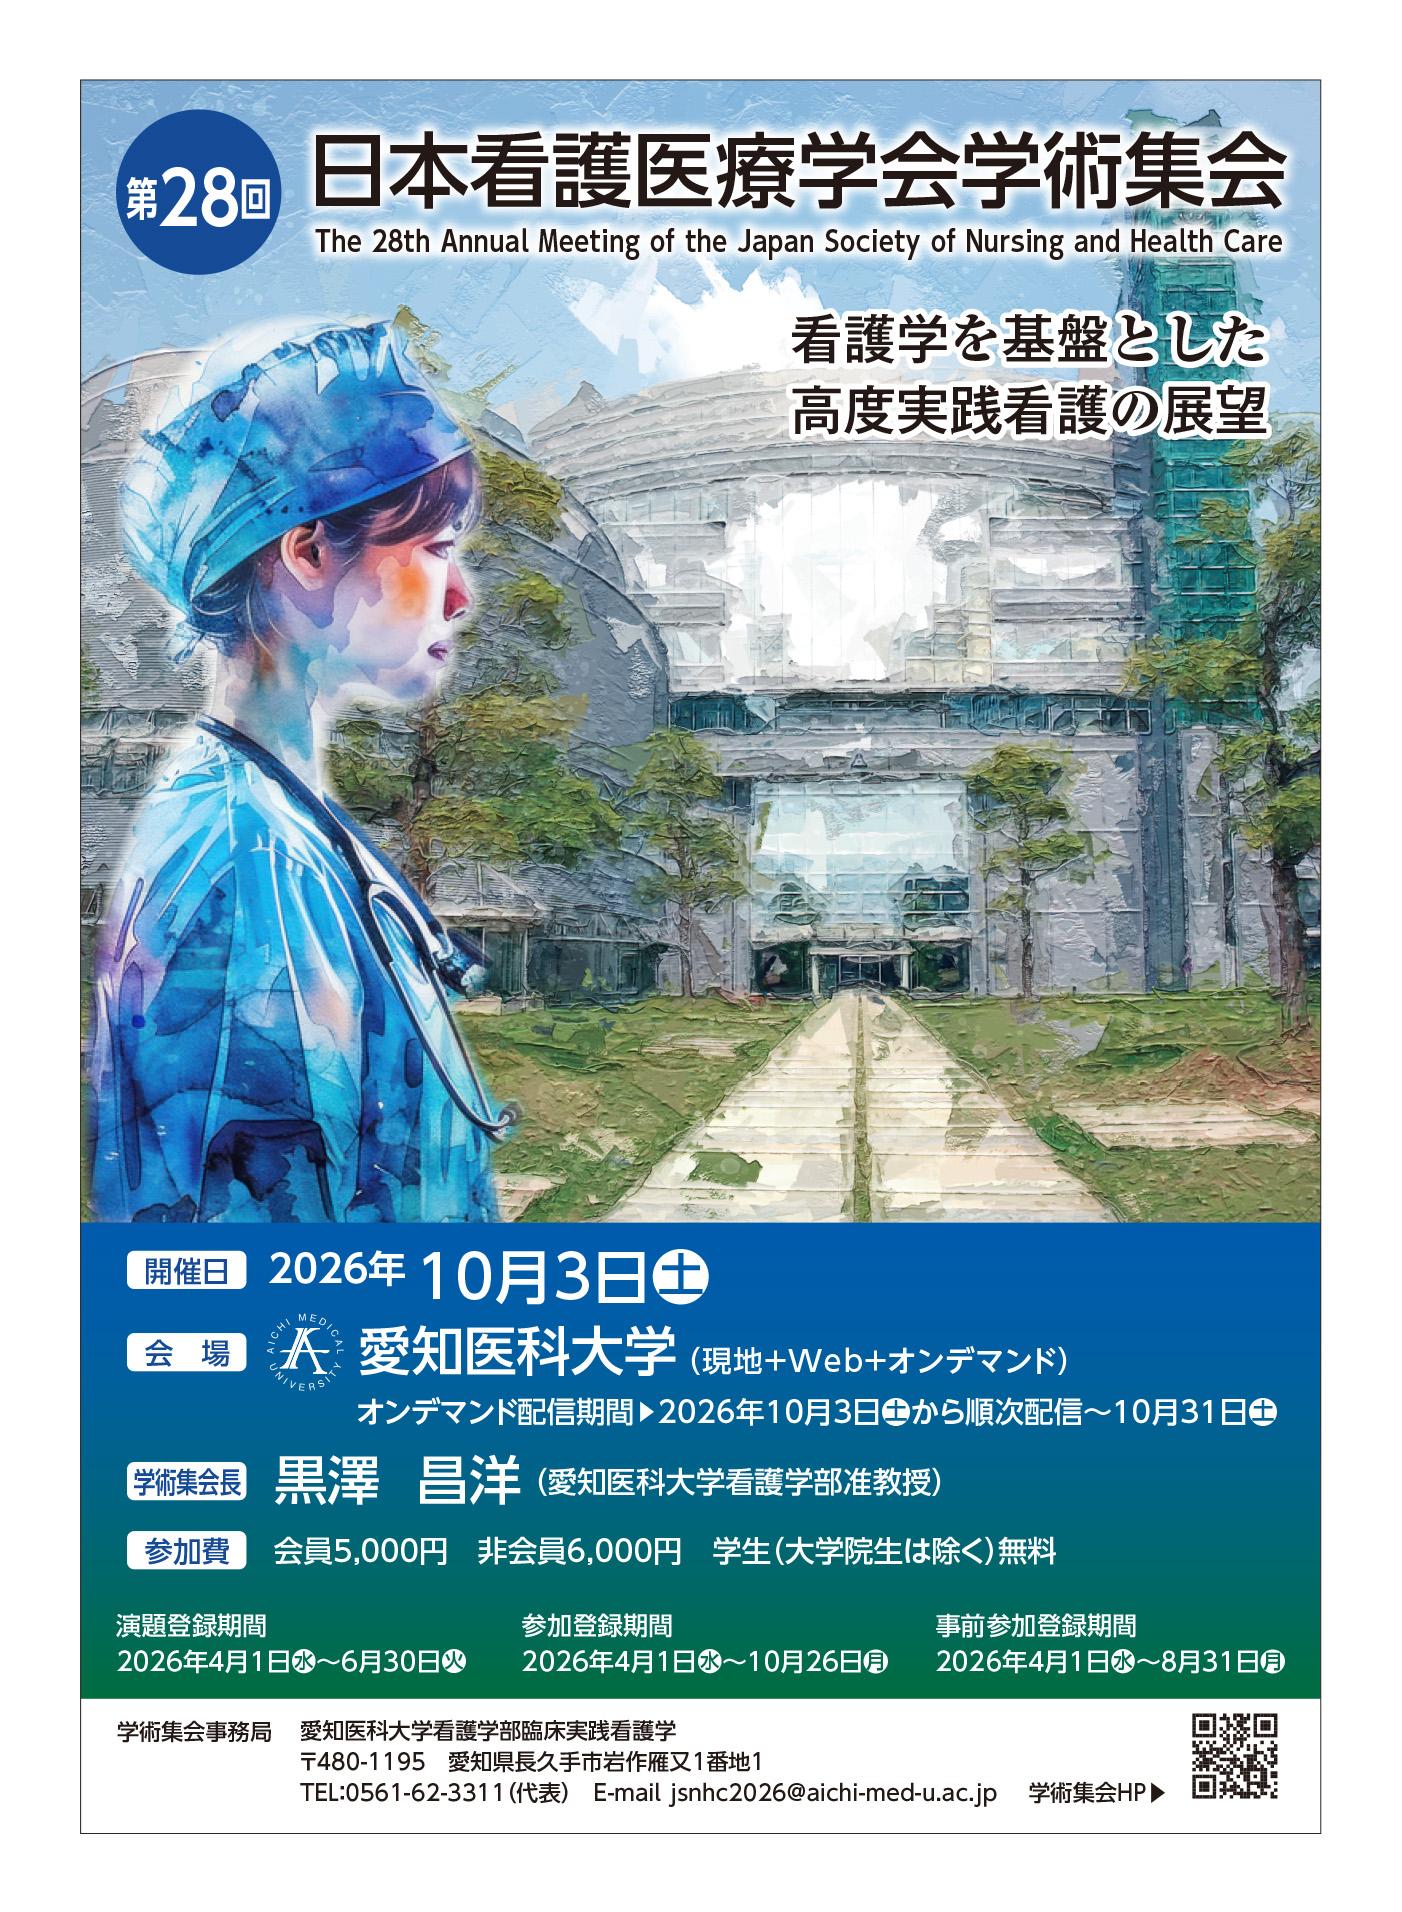 第28回
日本看護医療学会学術集会
The 28th Annual Meeting of the Japan Society of Nursing and Health Care
看護学を基盤とした
高度実践看護の展望
開催日 2026年 10月3日土
会 場 AICHI MEDICAL UNIVERSITY 愛知医科大学 (現地+Web+オンデマンド)
オンデマンド配信期間▶2026年10月3日土から順次配信～10月31日土
学術集会長 黒澤 昌洋 (愛知医科大学看護学部准教授)
参加費 会員5,000円 非会員6,000円 学生(大学院生は除く)無料
演題登録期間
2026年4月1日水～6月30日火
参加登録期間
2026年4月1日水～10月26日月
事前参加登録期間
2026年4月1日水～8月31日月
学術集会事務局 愛知医科大学看護学部臨床実践看護学
〒480-1195 愛知県長久手市岩作雁又1番地1
TEL:0561-62-3311(代表) E-mail jsnhc2026@aichi-med-u.ac.jp 学術集会HP▶